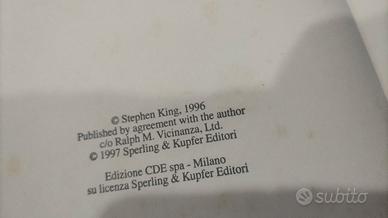 © Stephen King, 1996
Published by agreement with the author
c/o Ralph M. Vicinanza, Ltd.
© 1997 Sperling & Kupfer Editori
Edizione CDE spa - Milano
su licenza Sperling & Kupfer Editori
subito